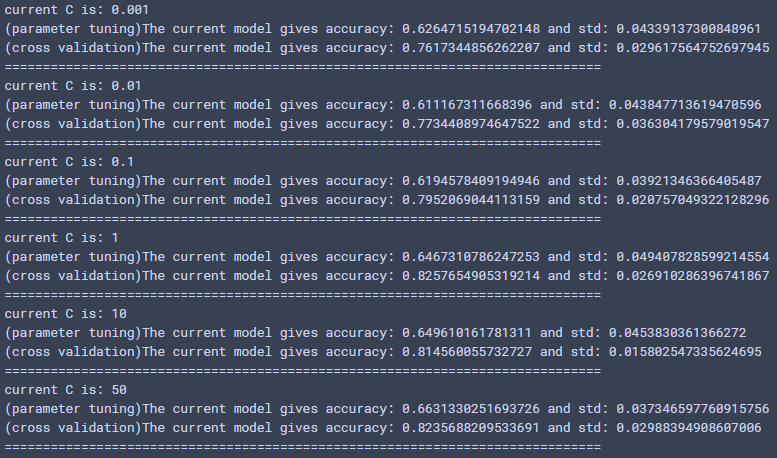 current C is: 0.001
(parameter tuning)The current model gives accuracy: 0.6264715194702148 and std: 0.04339137300848961
(cross validation)The current model gives accuracy: 0.7617344856262207 and std: 0.029617564752697945
==============================================================================
current C is: 0.01
(parameter tuning)The current model gives accuracy: 0.611167311668396 and std: 0.043847713619470596
(cross validation)The current model gives accuracy: 0.7734408974647522 and std: 0.036304179579019547
==============================================================================
current C is: 0.1
(parameter tuning)The current model gives accuracy: 0.6194578409194946 and std: 0.03921346366405487
(cross validation)The current model gives accuracy: 0.7952069044113159 and std: 0.020757049322128296
==============================================================================
current C is: 1
(parameter tuning)The current model gives accuracy: 0.6467310786247253 and std: 0.049407828599214554
(cross validation)The current model gives accuracy: 0.8257654905319214 and std: 0.026910286396741867
==============================================================================
current C is: 10
(parameter tuning)The current model gives accuracy: 0.649610161781311 and std: 0.0453830361366272
(cross validation)The current model gives accuracy: 0.814560055732727 and std: 0.015802547335624695
==============================================================================
current C is: 50
(parameter tuning)The current model gives accuracy: 0.6631330251693726 and std: 0.037346597760915756
(cross validation)The current model gives accuracy: 0.8235688209533691 and std: 0.02988394908607006
==============================================================================